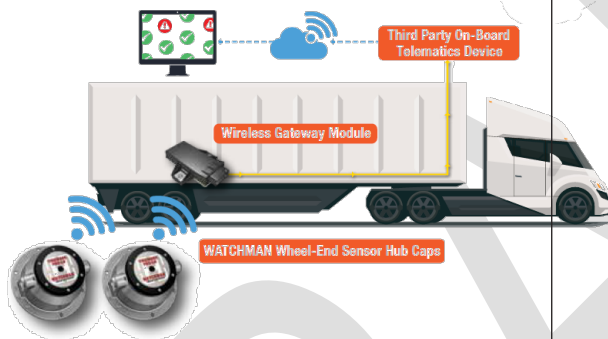 Third Party On-Board
Telematics Device
Wireless Gateway Module
WATCHMAN Wheel-End Sensor Hub Caps